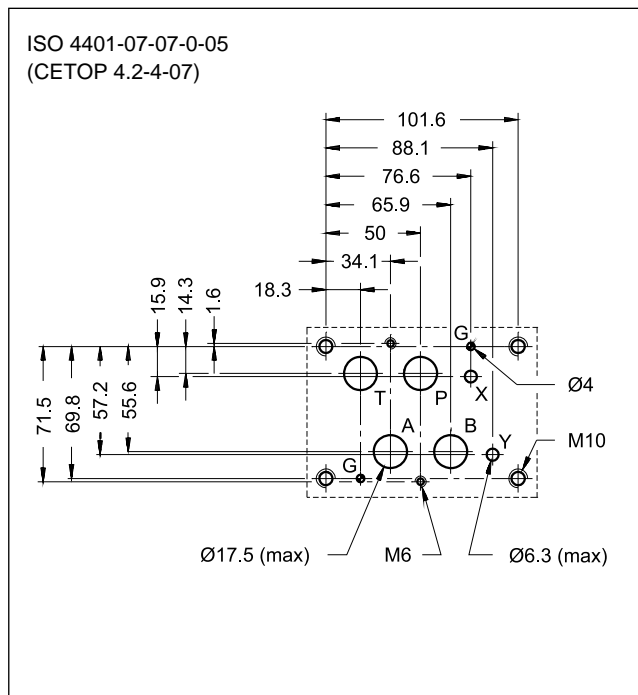 ISO 4401-07-07-0-05
(CETOP 4.2-4-07)
101.6
88.1
76.6
65.9
50
34.1
18.3
15.9
14.3
1.6
G
Ø4
X
T
P
71.5
69.8
57.2
55.6
A
B
Y
M10
G
Ø17.5 (max)
M6
Ø6.3 (max)